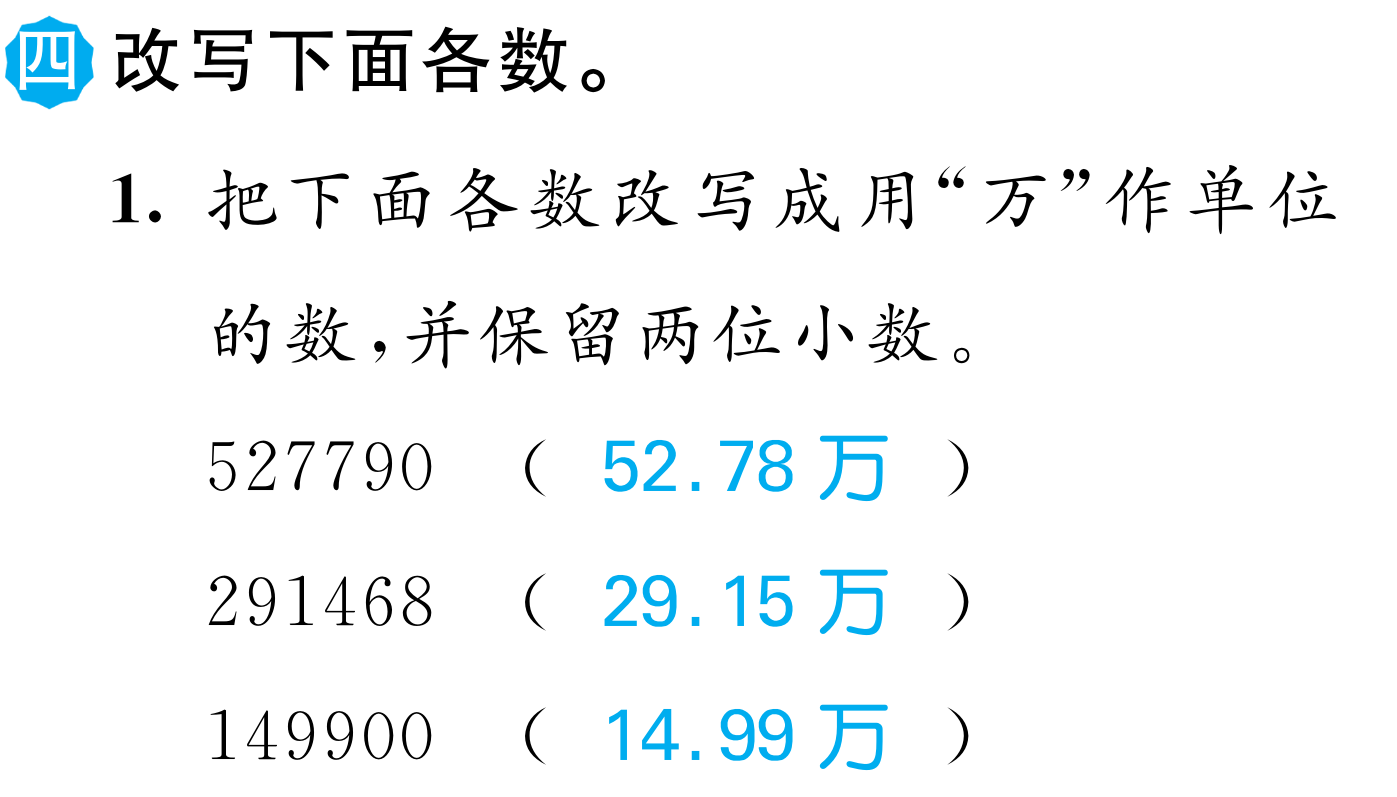 四 改写下面各数。
1. 把下面各数改写成用“万”作单位
的数,并保留两位小数。
527790 ( 52.78万 )
291468 ( 29.15万 )
149900 ( 14.99万 )